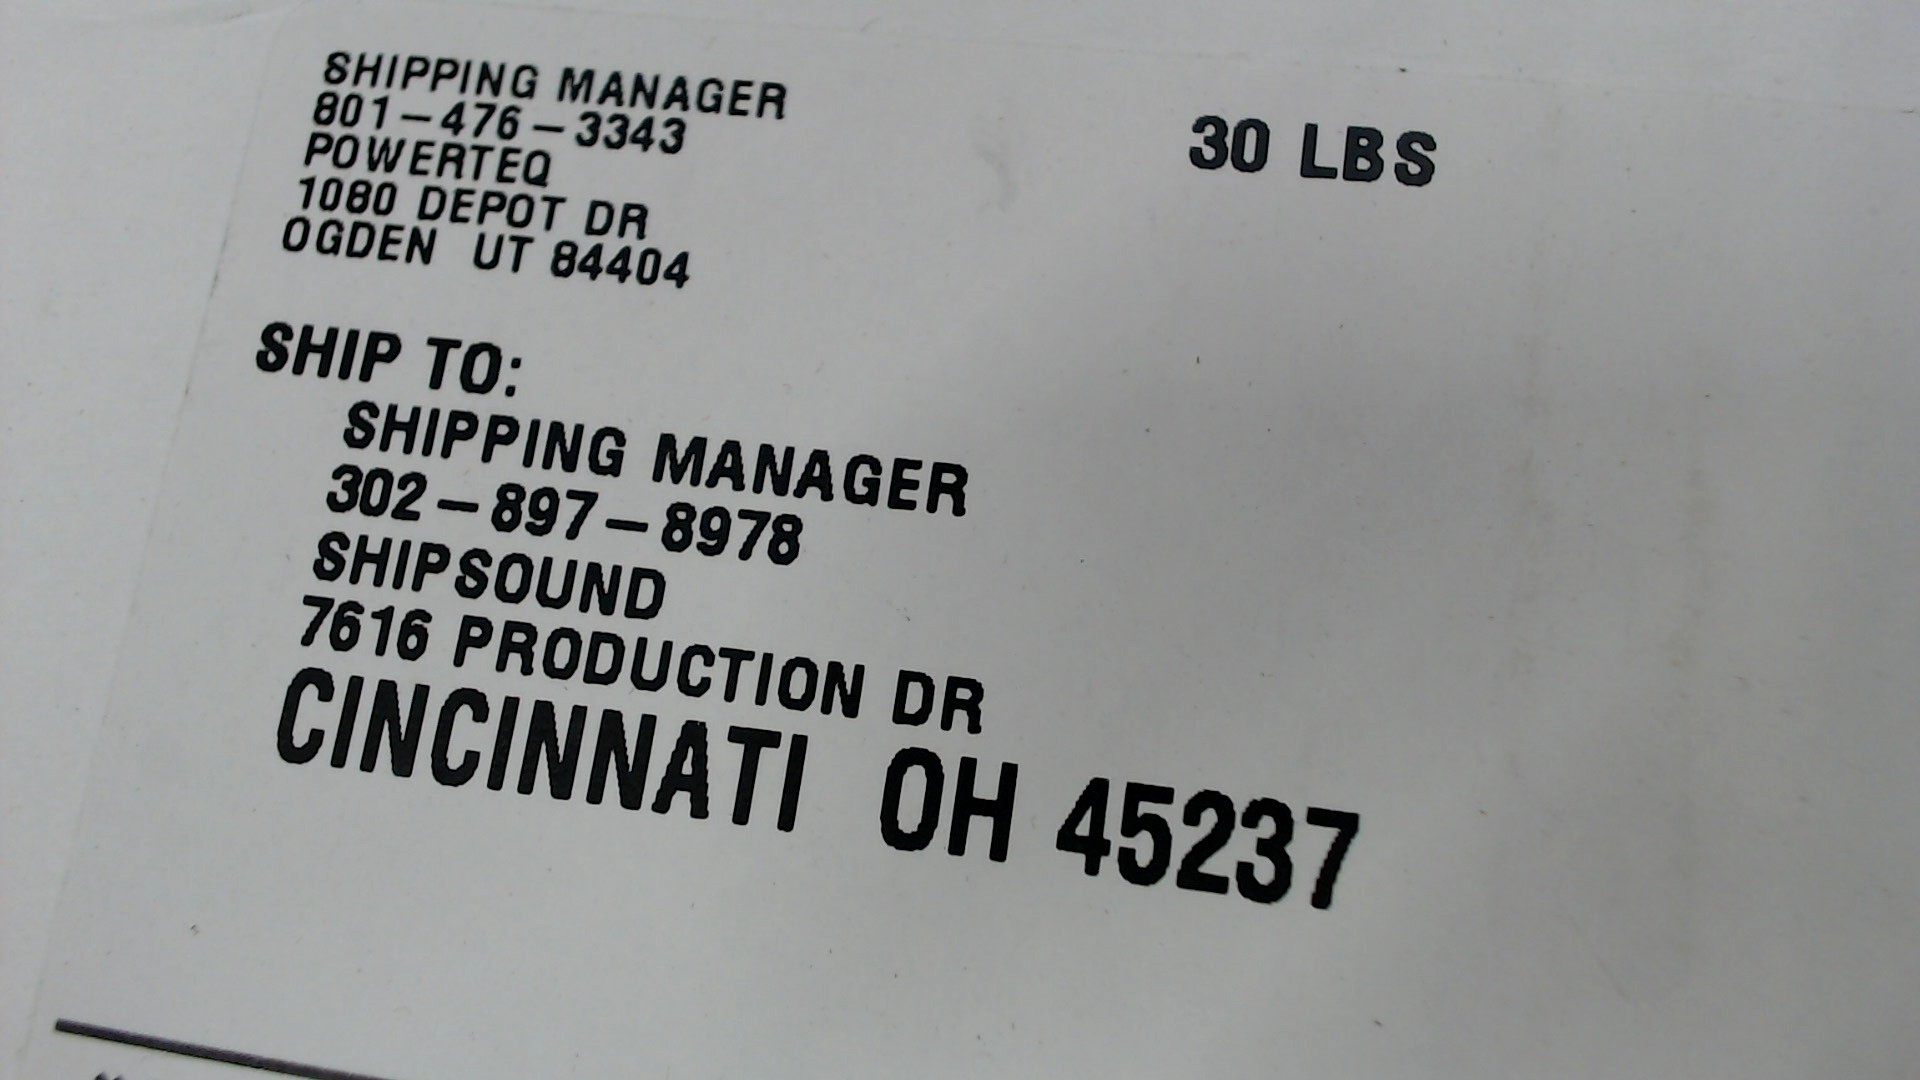 SHIPPING MANAGER
801-476-3343
POWERTEQ
1080 DEPOT DR
OGDEN UT 84404
30 LBS
SHIP TO:
SHIPPING MANAGER
302-897-8978
SHIPSOUND
7616 PRODUCTION DR
CINCINNATI OH 45237